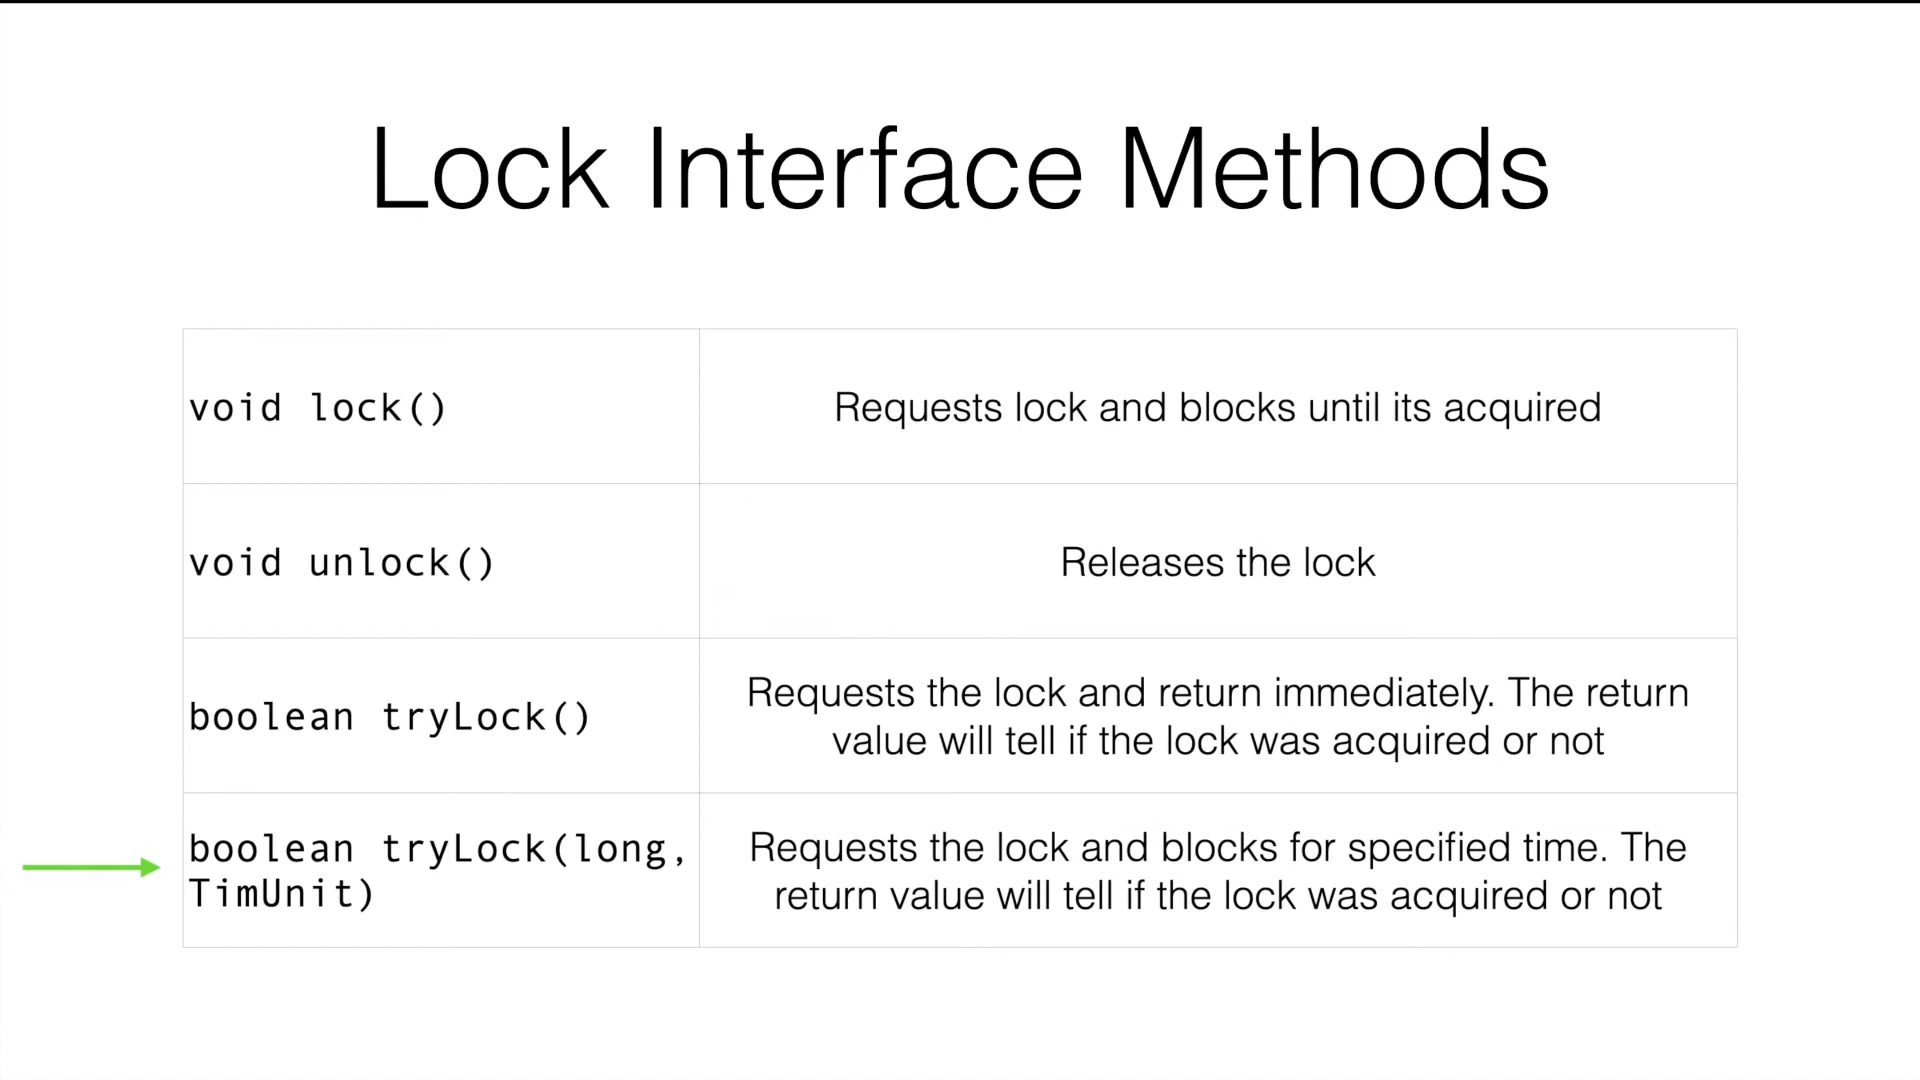 Lock Interface Methods
void lock()
Requests lock and blocks until its acquired
void unlock()
Releases the lock
boolean tryLock()
Requests the lock and return immediately. The return
value will tell if the lock was acquired or not
boolean tryLock(long,
TimUnit)
Requests the lock and blocks for specified time. The
return value will tell if the lock was acquired or not